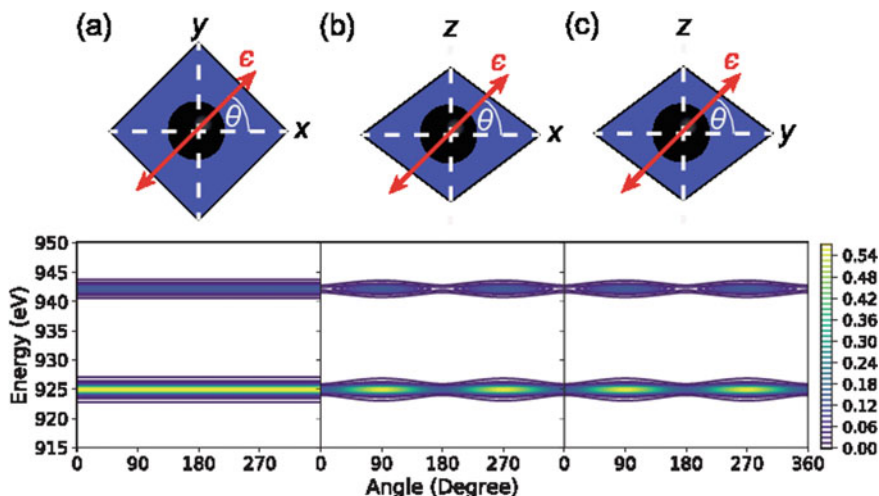 (a) (b) (c)
y z z
ε ε ε
θ θ θ
x x y
950
945
940
935
930
925
920
915
Energy (eV)
0 90 180 270 0 90 180 270 0 90 180 270 360
Angle (Degree)
0.54
0.48
0.42
0.36
0.30
0.24
0.18
0.12
0.06
0.00